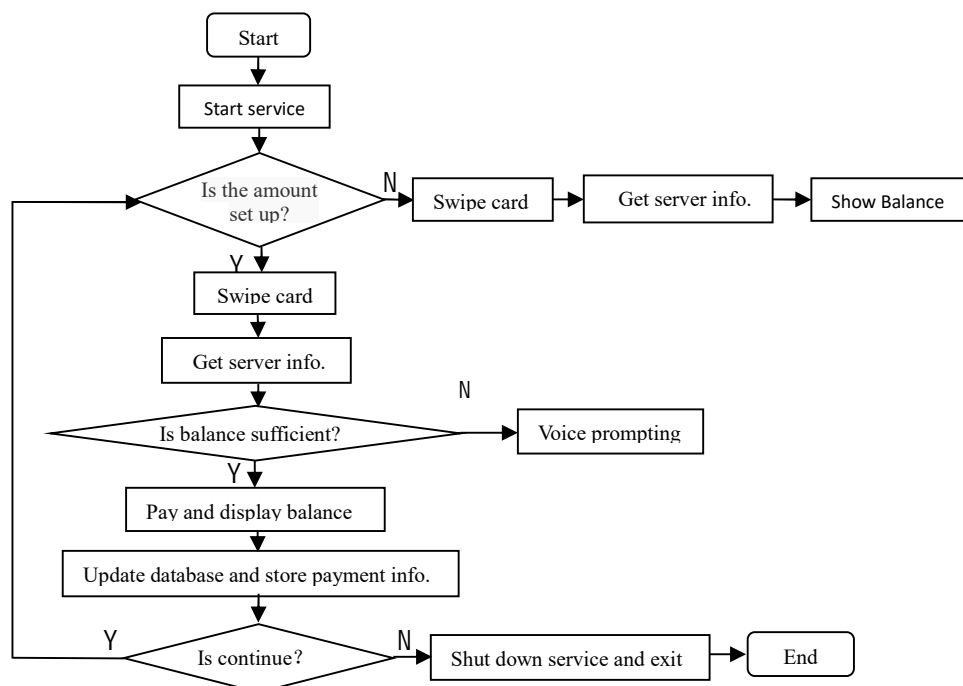 Start
Start service
Is the amount
set up?
N
Swipe card
Get server info.
Show Balance
Y
Swipe card
Get server info.
N
Is balance sufficient?
Voice prompting
Y
Pay and display balance
Update database and store payment info.
Y
Is continue?
N
Shut down service and exit
End